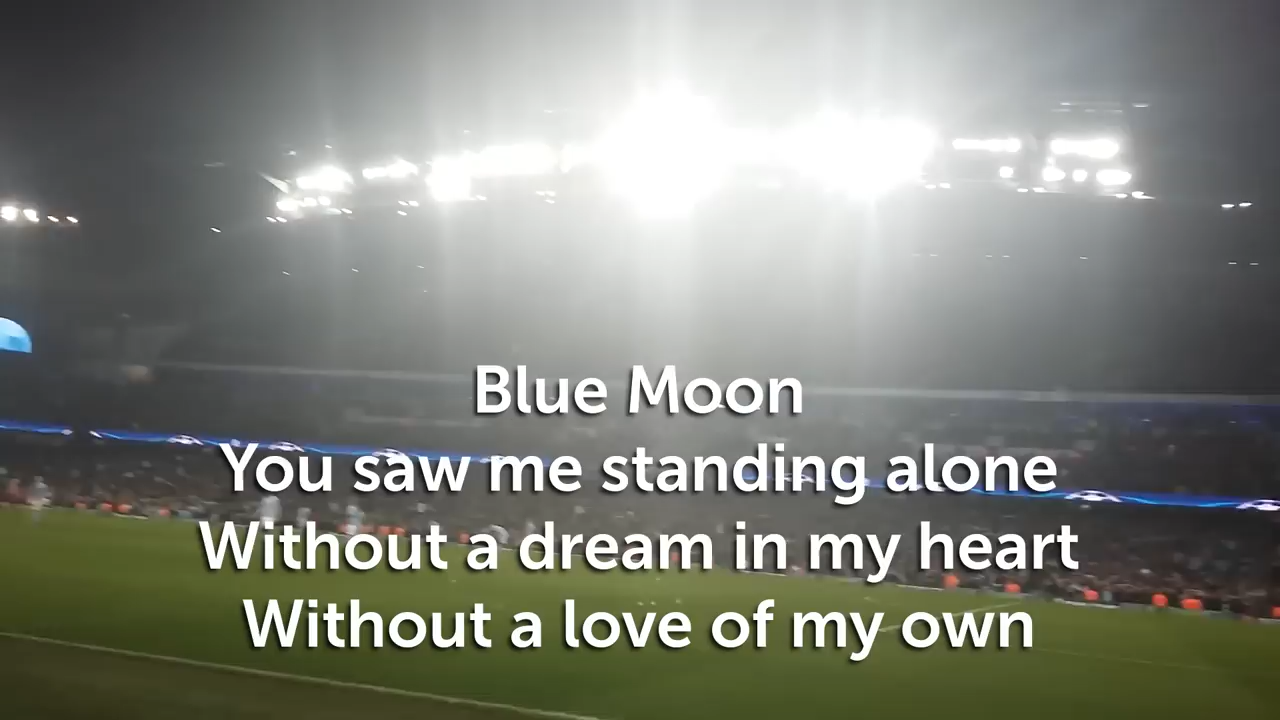 Blue Moon
You saw me standing alone
Without a dream in my heart
Without a love of my own